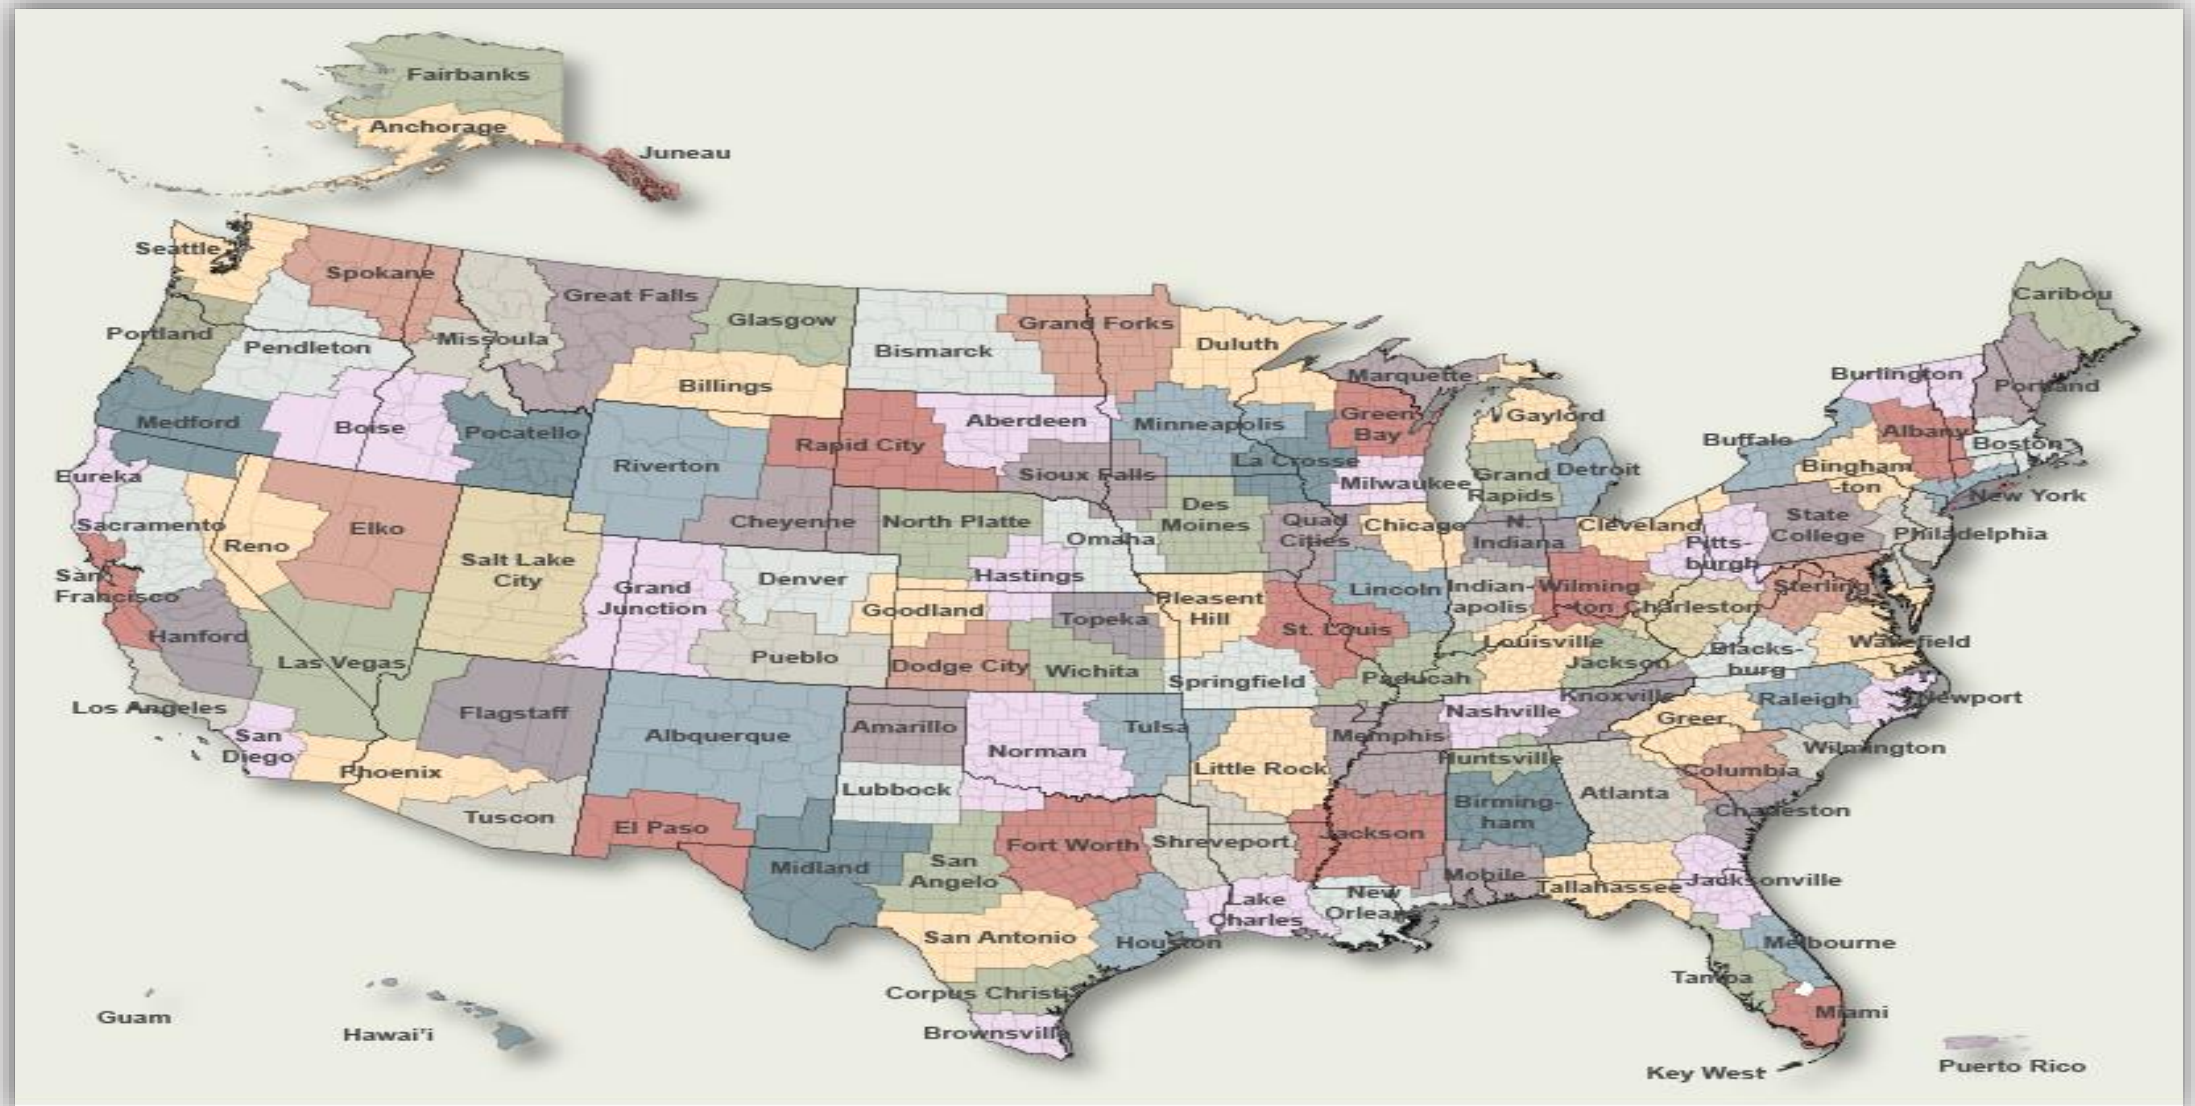 Fairbanks
Anchorage
Juneau
Seattle
Spokane
Great Falls
Glasgow
Portland
Pendleton
Missoula
Bismarck
Grand Forks
Duluth
Caribou
Billings
Marquette
Burlington
Portland
Medford
Boise
Pocatello
Aberdeen
Minneapolis
Green
Bay
Gaylord
Buffalo
Albany
Boston
Riverton
Rapid City
Sioux Falls
La Crosse
Milwaukee
Grand
Rapids
Detroit
Bingham
-ton
New York
Eureka
Sacramento
Reno
Elko
Salt Lake
City
Cheyenne
North Platte
Omaha
Des
Moines
Quad
Cities
Chicago
N.
Indiana
Cleveland
Pitts-
burgh
State
College
Philadelphia
San
Francisco
Hanford
Grand
Junction
Denver
Goodland
Hastings
Topeka
Pleasent
Hill
Lincoln
Indian-
apolis
Wilming
-ton
Charleston
Sterling
St. Louis
Louisville
Jackson
Blacks-
burg
Wakefield
Las Vegas
Pueblo
Dodge City
Wichita
Springfield
Paducah
Los Angeles
San
Diego
Flagstaff
Albquerque
Amarillo
Norman
Tulsa
Memphis
Nashville
Knoxville
Greer
Raleigh
Newport
Phoenix
Tuscon
Lubbock
Little Rock
Huntsville
Columbia
Wilmington
El Paso
Midland
San
Angelo
Fort Worth
Shreveport
Jackson
Birming-
ham
Atlanta
Charleston
San Antonio
Houston
Lake
Charles
New
Orleans
Mobile
Tallahassee
Jacksonville
Corpus Christi
Brownsville
Melbourne
Tampa
Miami
Key West
Guam
Hawai'i
Puerto Rico